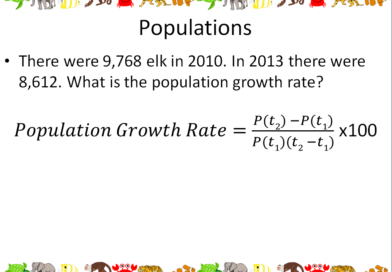 Populations
• There were 9,768 elk in 2010. In 2013 there were
8,612. What is the population growth rate?
Population Growth Rate = \frac{P(t_2) − P(t_1)}{P(t_1)(t_2 − t_1)} x100